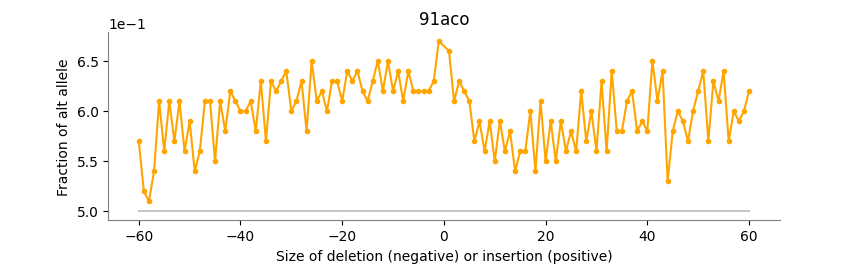 91aco
1e−1
6.5
6.0
5.5
5.0
Fraction of alt allele
−60 −40 −20 0 20 40 60
Size of deletion (negative) or insertion (positive)